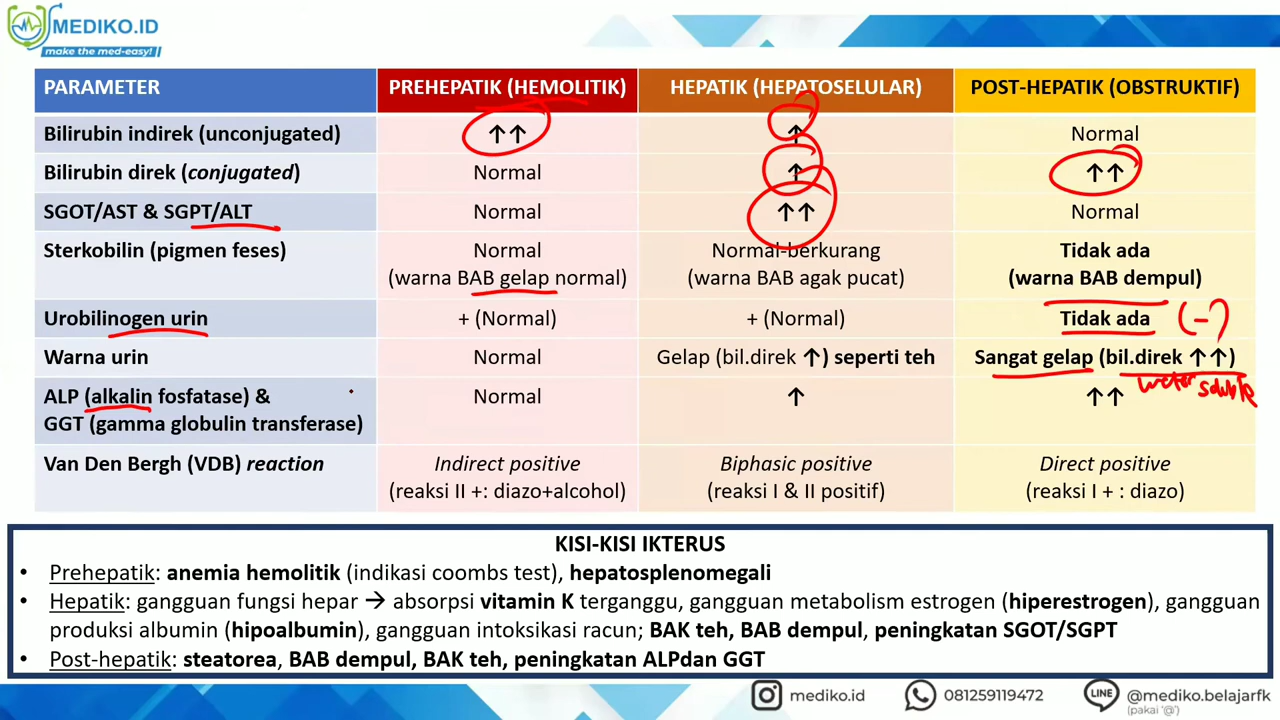 MEDIKO.ID
make the med-easy!
PARAMETER PREHEPATIK (HEMOLITIK) HEPATIK (HEPATOSELULAR) POST-HEPATIK (OBSTRUKTIF)
Bilirubin indirek (unconjugated) ↑↑ ↑ Normal
Bilirubin direk (conjugated) Normal ↑ ↑↑
SGOT/AST & SGPT/ALT Normal ↑↑ Normal
Sterkobilin (pigmen feses) Normal Normal-berkurang Tidak ada
(warna BAB gelap normal) (warna BAB agak pucat) (warna BAB dempul)
Urobilinogen urin + (Normal) + (Normal) Tidak ada (-)
Warna urin Normal Gelap (bil.direk ↑) seperti teh Sangat gelap (bil.direk ↑↑)
water soluble
ALP (alkalin fosfatase) & Normal ↑ ↑↑
GGT (gamma globulin transferase)
Van Den Bergh (VDB) reaction Indirect positive Biphasic positive Direct positive
(reaksi II +: diazo+alcohol) (reaksi I & II positif) (reaksi I + : diazo)
KISI-KISI IKTERUS
• Prehepatik: anemia hemolitik (indikasi coombs test), hepatosplenomegali
• Hepatik: gangguan fungsi hepar → absorpsi vitamin K terganggu, gangguan metabolism estrogen (hiperestrogen), gangguan
produksi albumin (hipoalbumin), gangguan intoksikasi racun; BAK teh, BAB dempul, peningkatan SGOT/SGPT
• Post-hepatik: steatorea, BAB dempul, BAK teh, peningkatan ALPdan GGT
mediko.id 081259119472 LINE @mediko.belajarfk
(pakai '@')